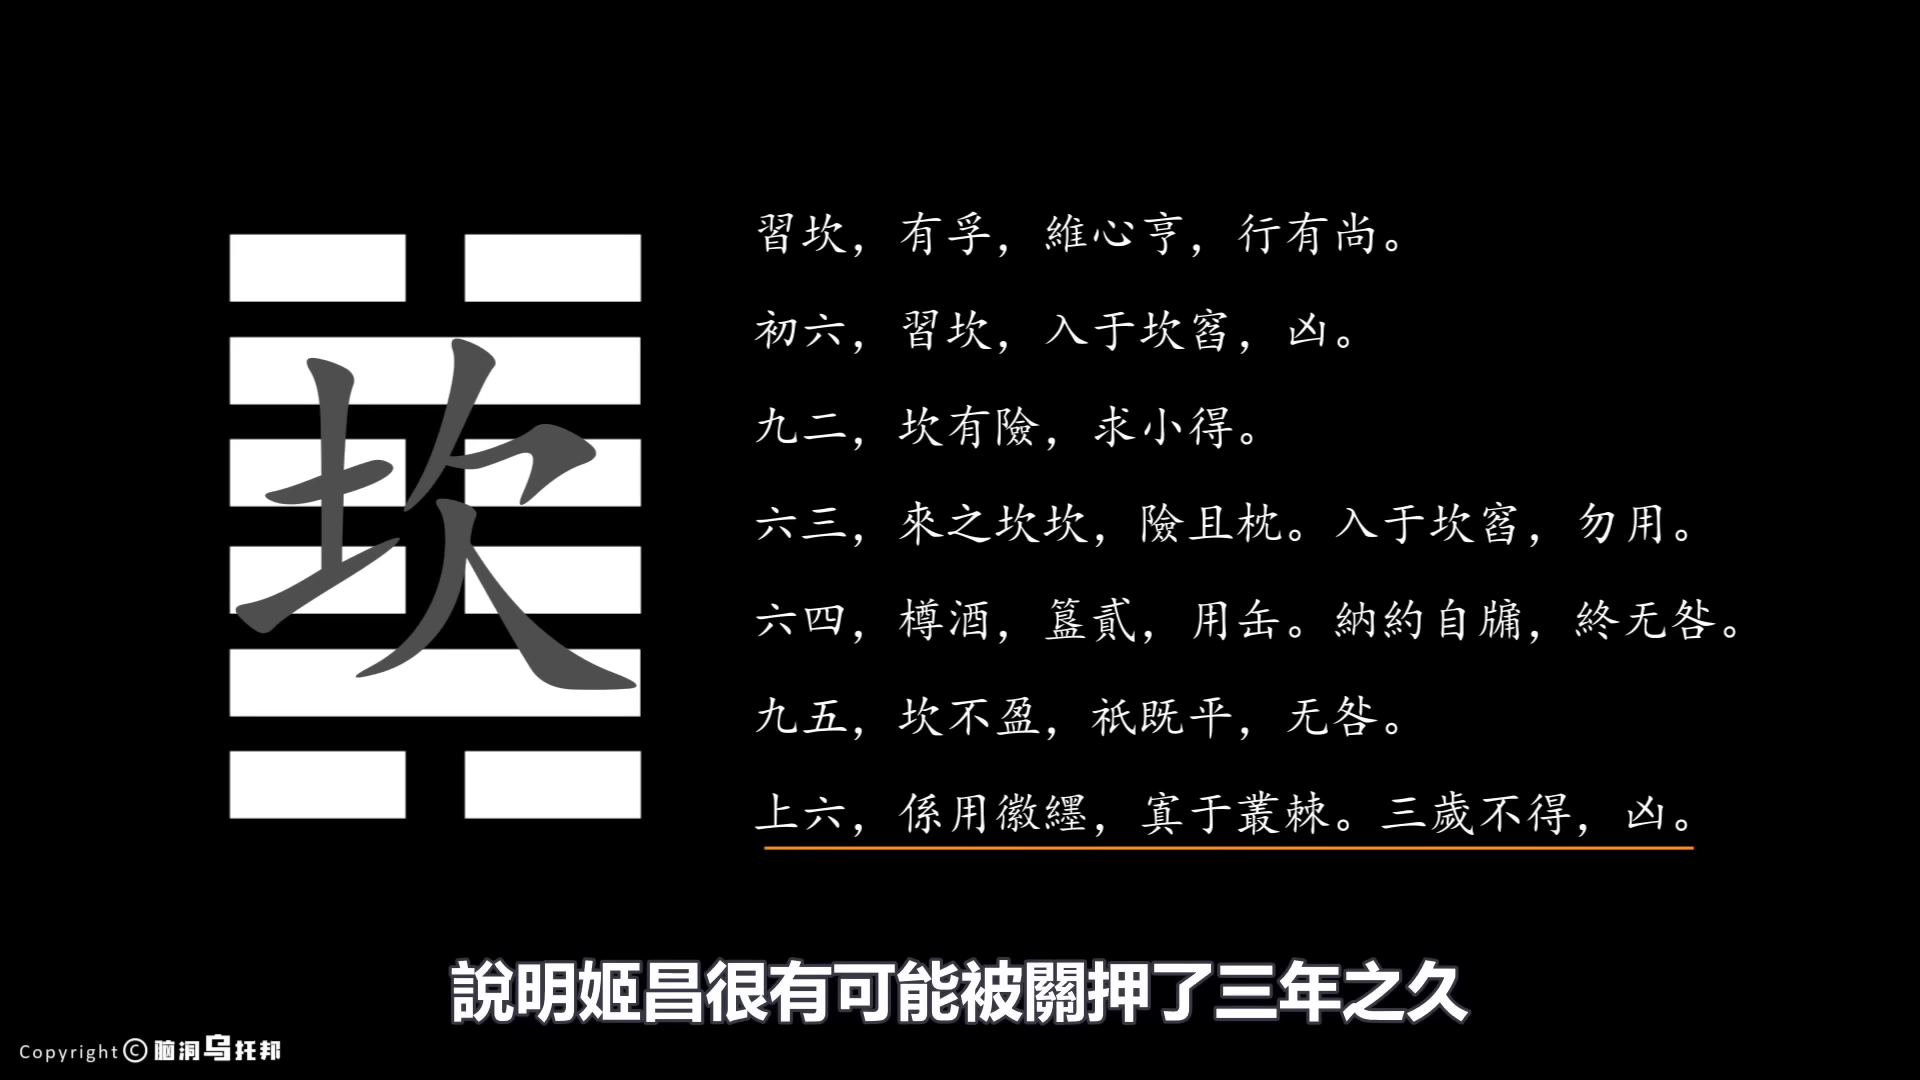 坎
習坎，有孚，維心亨，行有尚。
初六，習坎，入于坎窞，凶。
九二，坎有險，求小得。
六三，來之坎坎，險且枕。入于坎窞，勿用。
六四，樽酒，簋貳，用缶。納約自牖，終无咎。
九五，坎不盈，祇既平，无咎。
上六，係用徽纆，寘于叢棘。三歲不得，凶。
說明姬昌很有可能被關押了三年之久
Copyright © 脑洞乌托邦